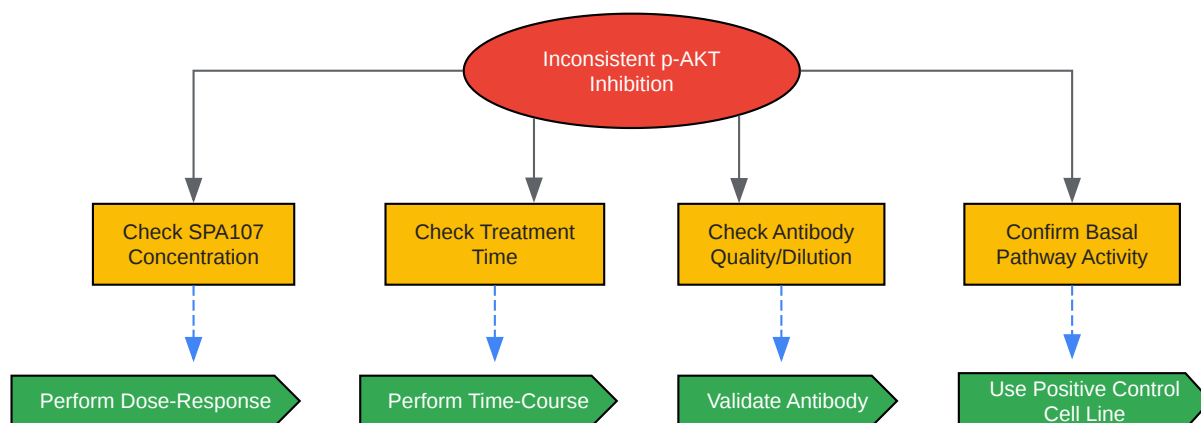 Inconsistent p-AKT
Inhibition
Check SPA107
Concentration
Check Treatment
Time
Check Antibody
Quality/Dilution
Confirm Basal
Pathway Activity
Perform Dose-Response
Perform Time-Course
Validate Antibody
Use Positive Control
Cell Line